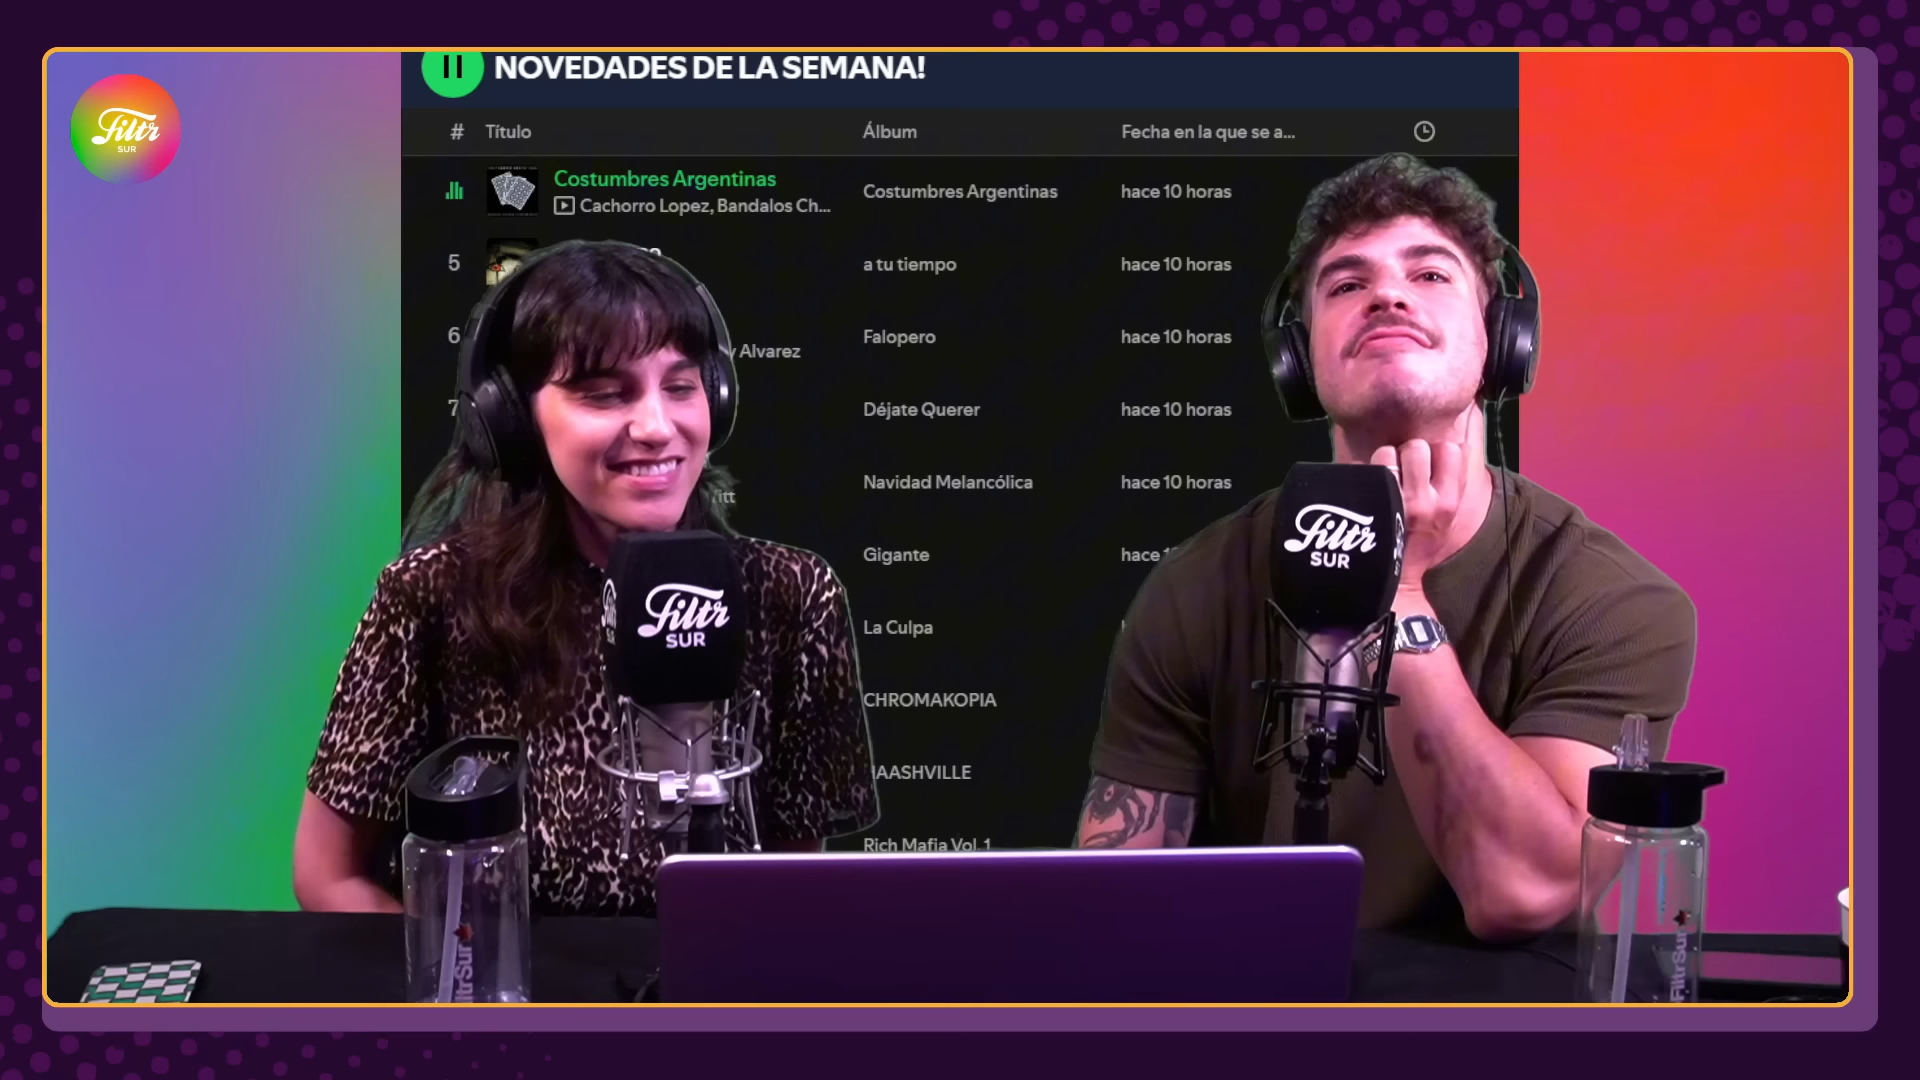 NOVEDADES DE LA SEMANA!
Filtr
SUR
# Título Álbum Fecha en la que se a...
Costumbres Argentinas
Cachorro Lopez, Bandalos Ch...
Costumbres Argentinas hace 10 horas
5 a tu tiempo hace 10 horas
6 Falopero hace 10 horas
Alvarez
7 Déjate Querer hace 10 horas
Navidad Melancólica hace 10 horas
Gigante hace
La Culpa
CHROMAKOPIA
Rich Mafia Vol. 1
Filtr
SUR
Filtr
SUR
FiltrSur